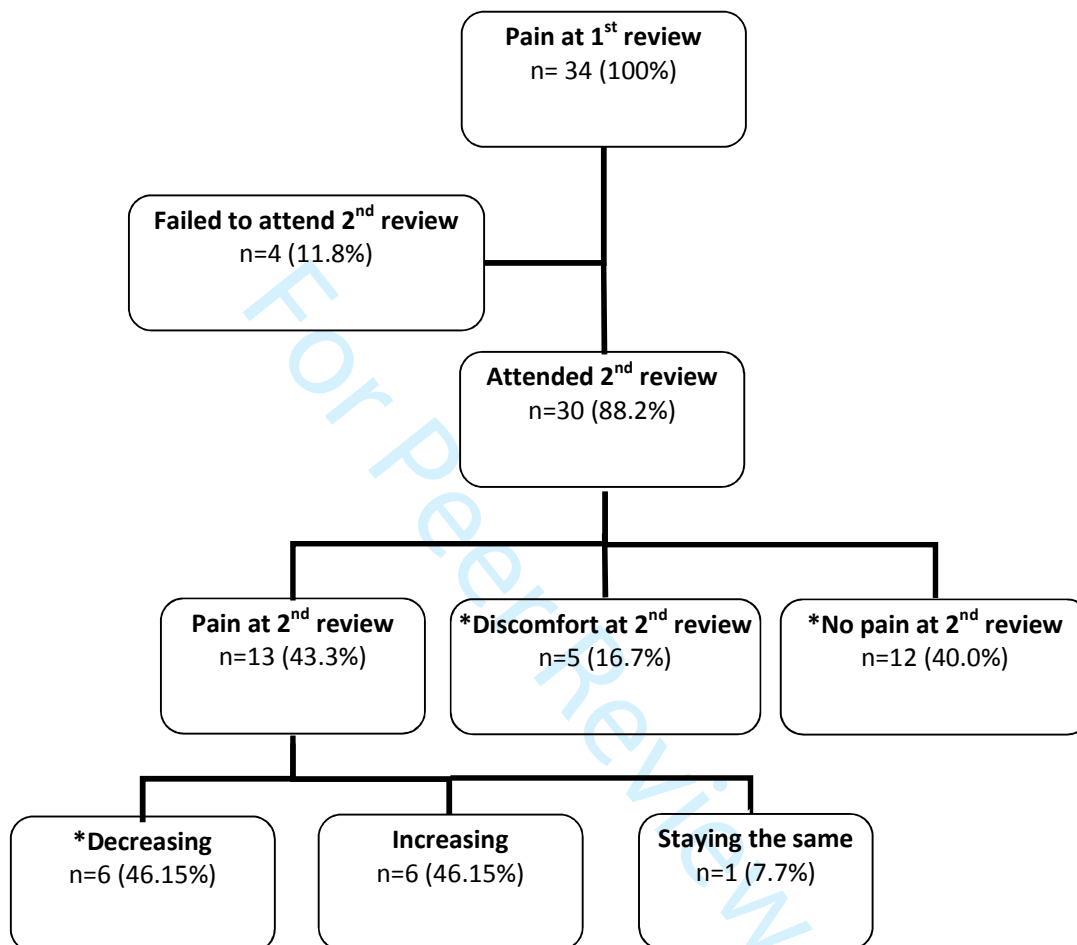 Pain at 1st review
n= 34 (100%)
Failed to attend 2nd review
n=4 (11.8%)
Attended 2nd review
n=30 (88.2%)
Pain at 2nd review
n=13 (43.3%)
*Discomfort at 2nd review
n=5 (16.7%)
*No pain at 2nd review
n=12 (40.0%)
*Decreasing
n=6 (46.15%)
Increasing
n=6 (46.15%)
Staying the same
n=1 (7.7%)
For Peer Review